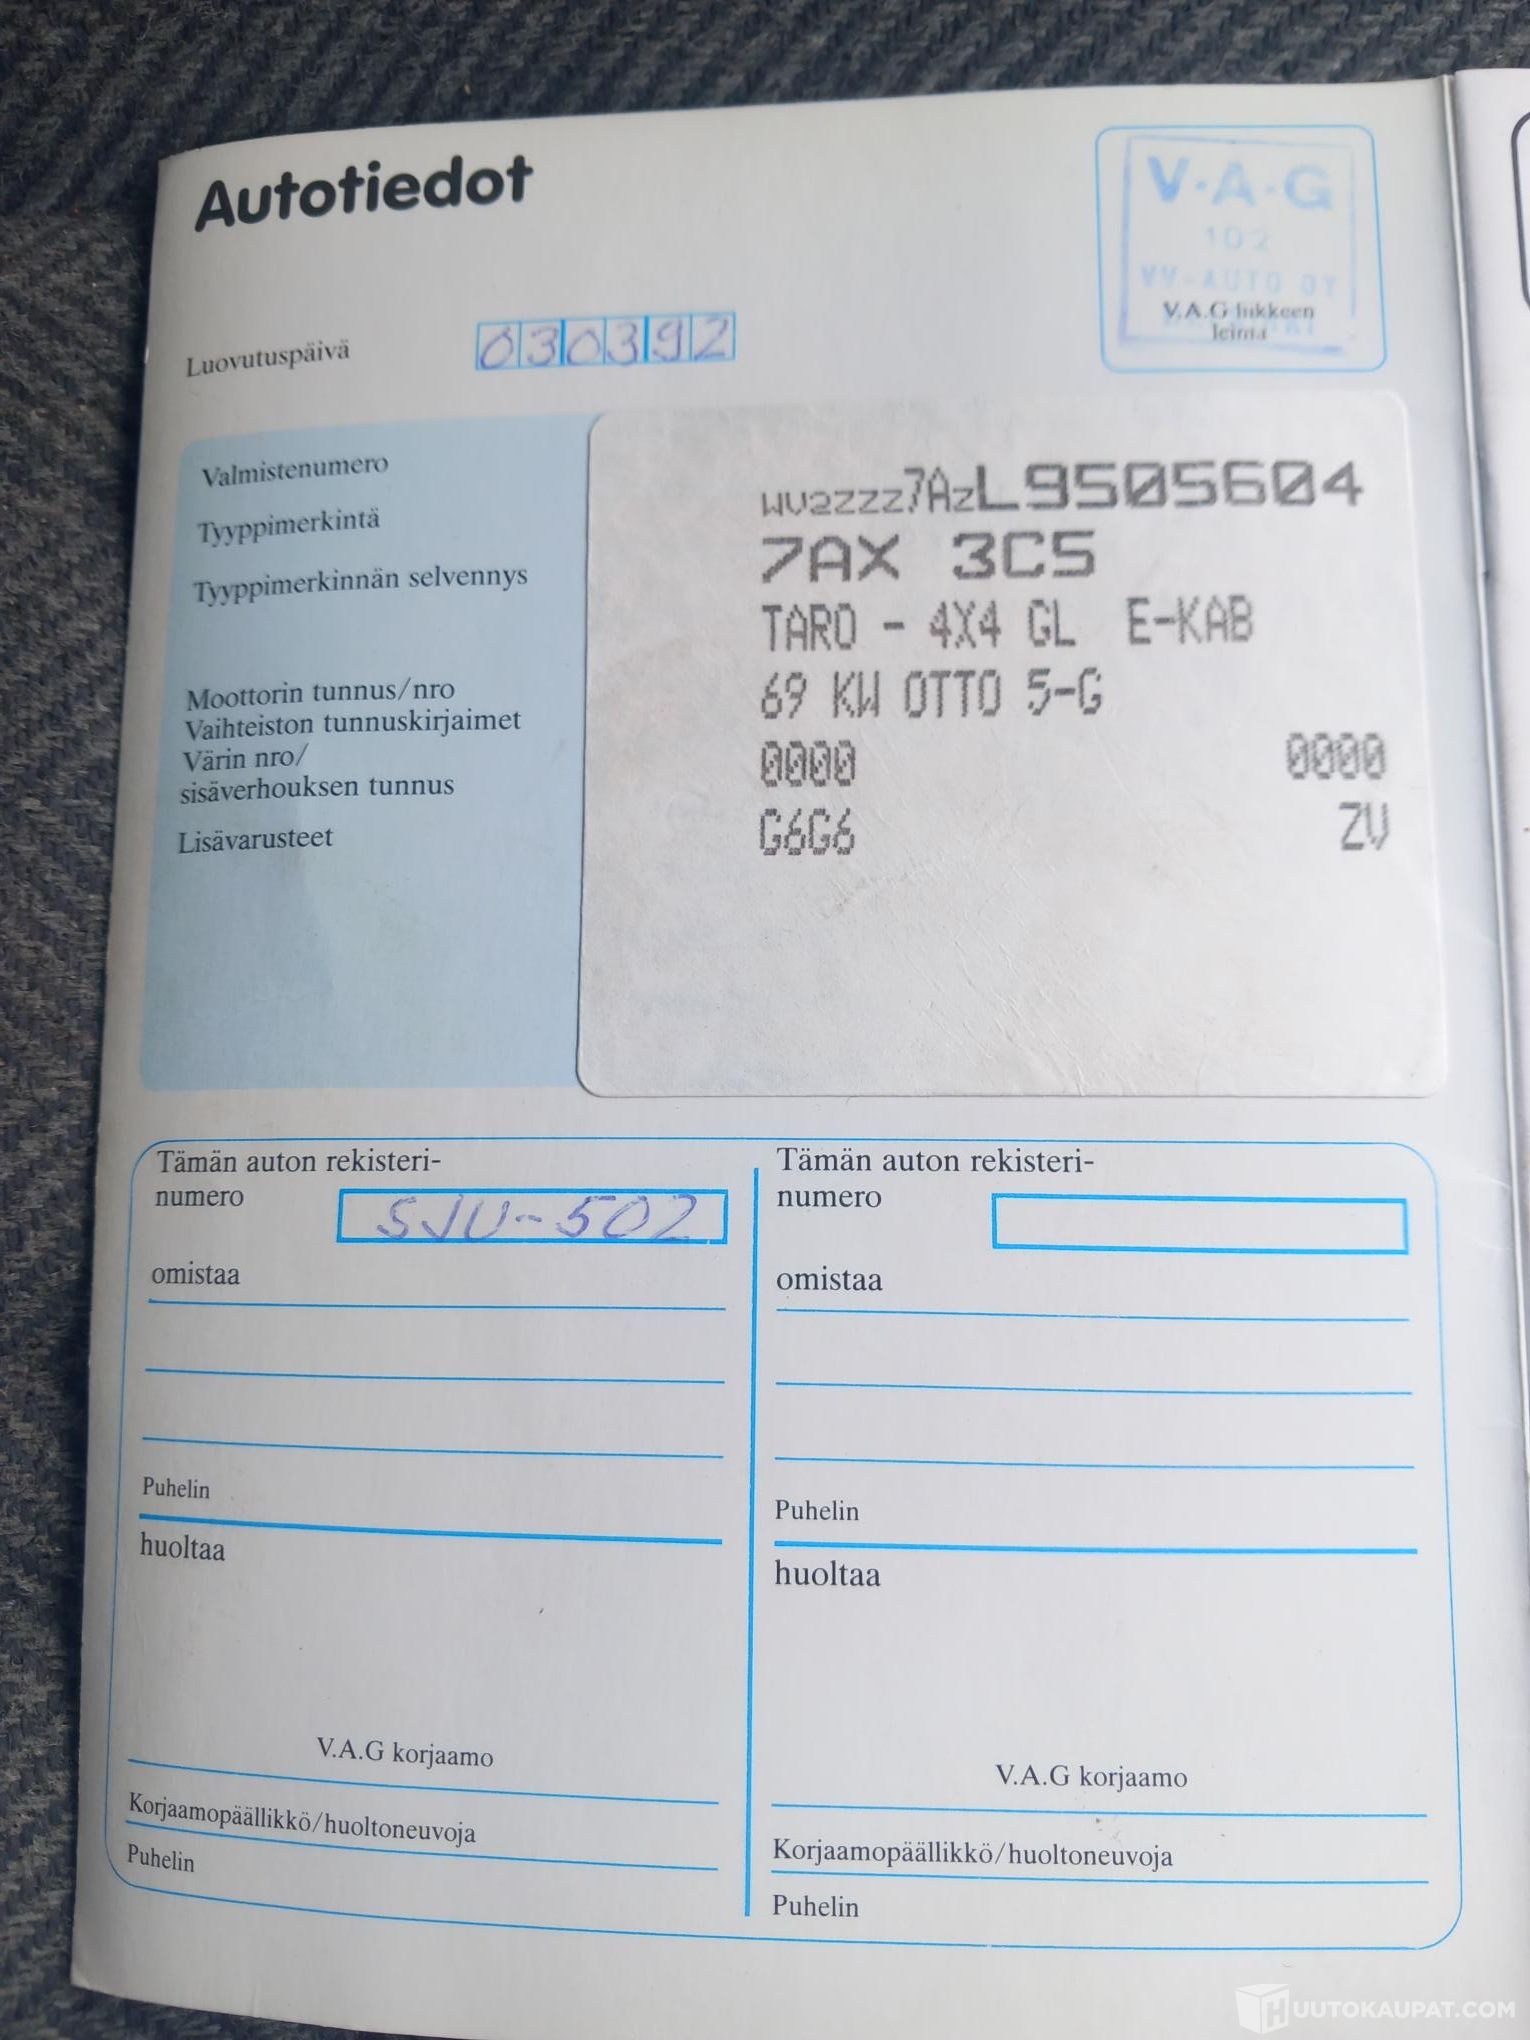 Autotiedot
V·A·G
102
VV-AUTO OY
V.A.G liikkeen
leima
Luovutuspäivä 030392
Valmistenumero WV2ZZZ7AZL9505604
Tyyppimerkintä 7AX 3C5
Tyyppimerkinnän selvennys TARO - 4X4 GL E-KAB
69 KW OTTO 5-G
Moottorin tunnus/nro
Vaihteiston tunnuskirjaimet 0000 0000
Värin nro/
sisäverhouksen tunnus G6G6 ZV
Lisävarusteet
Tämän auton rekisteri-
numero SJU-502
omistaa
Puhelin
huoltaa
V.A.G korjaamo
Korjaamopäällikkö/huoltoneuvoja
Puhelin
Tämän auton rekisteri-
numero
omistaa
Puhelin
huoltaa
V.A.G korjaamo
Korjaamopäällikkö/huoltoneuvoja
Puhelin
HUUTOKAUPAT.COM